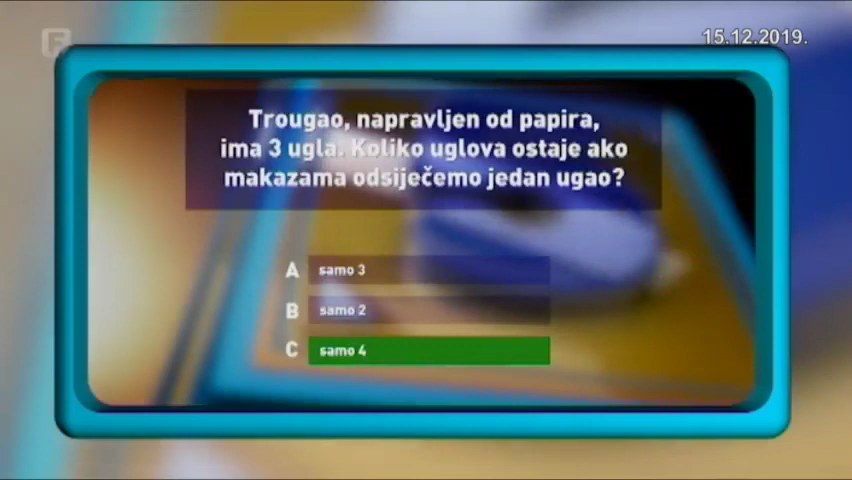 F
15.12.2019.
Trougao, napravljen od papira,
ima 3 ugla. Koliko uglova ostaje ako
makazama odsiječemo jedan ugao?
A samo 3
B samo 2
C samo 4